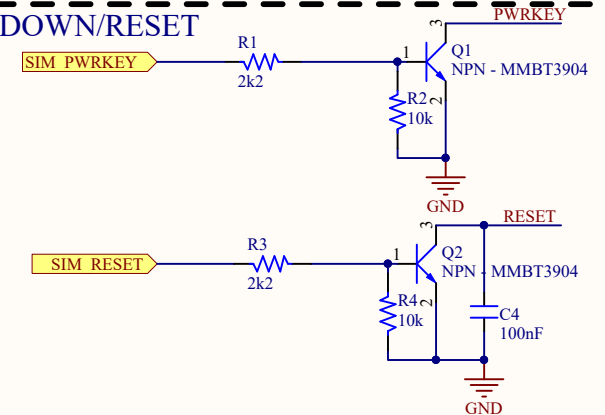 DOWN/RESET
PWRKEY
SIM PWRKEY
R1
2k2
1
3
2
Q1
NPN - MMBT3904
R2
10k
GND
RESET
SIM RESET
R3
2k2
1
3
2
Q2
NPN - MMBT3904
R4
10k
C4
100nF
GND